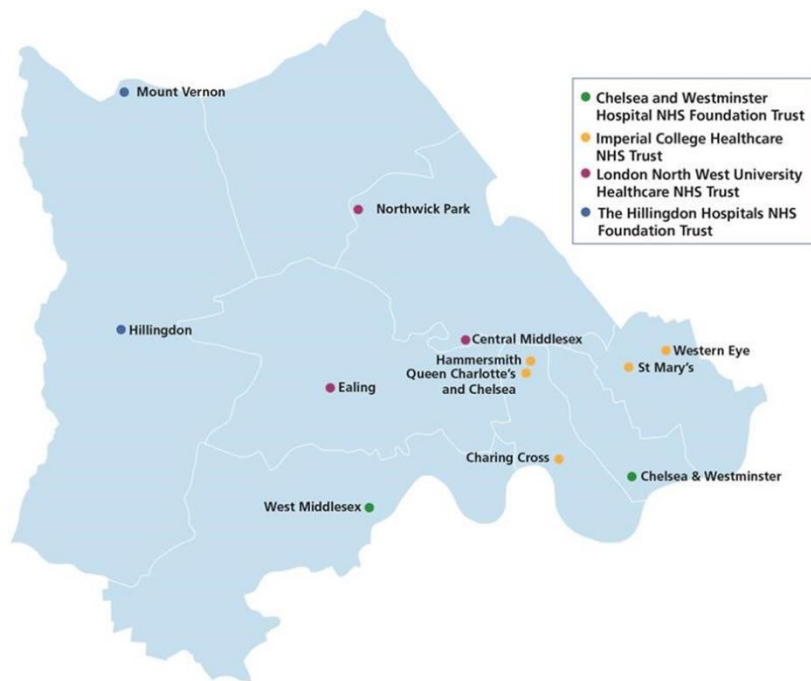 Mount Vernon
Chelsea and Westminster
Hospital NHS Foundation Trust
Imperial College Healthcare
NHS Trust
London North West University
Healthcare NHS Trust
The Hillingdon Hospitals NHS
Foundation Trust
Northwick Park
Hillingdon
Central Middlesex
Hammersmith
Queen Charlotte's
and Chelsea
Western Eye
St Mary's
Ealing
Charing Cross
Chelsea & Westminster
West Middlesex